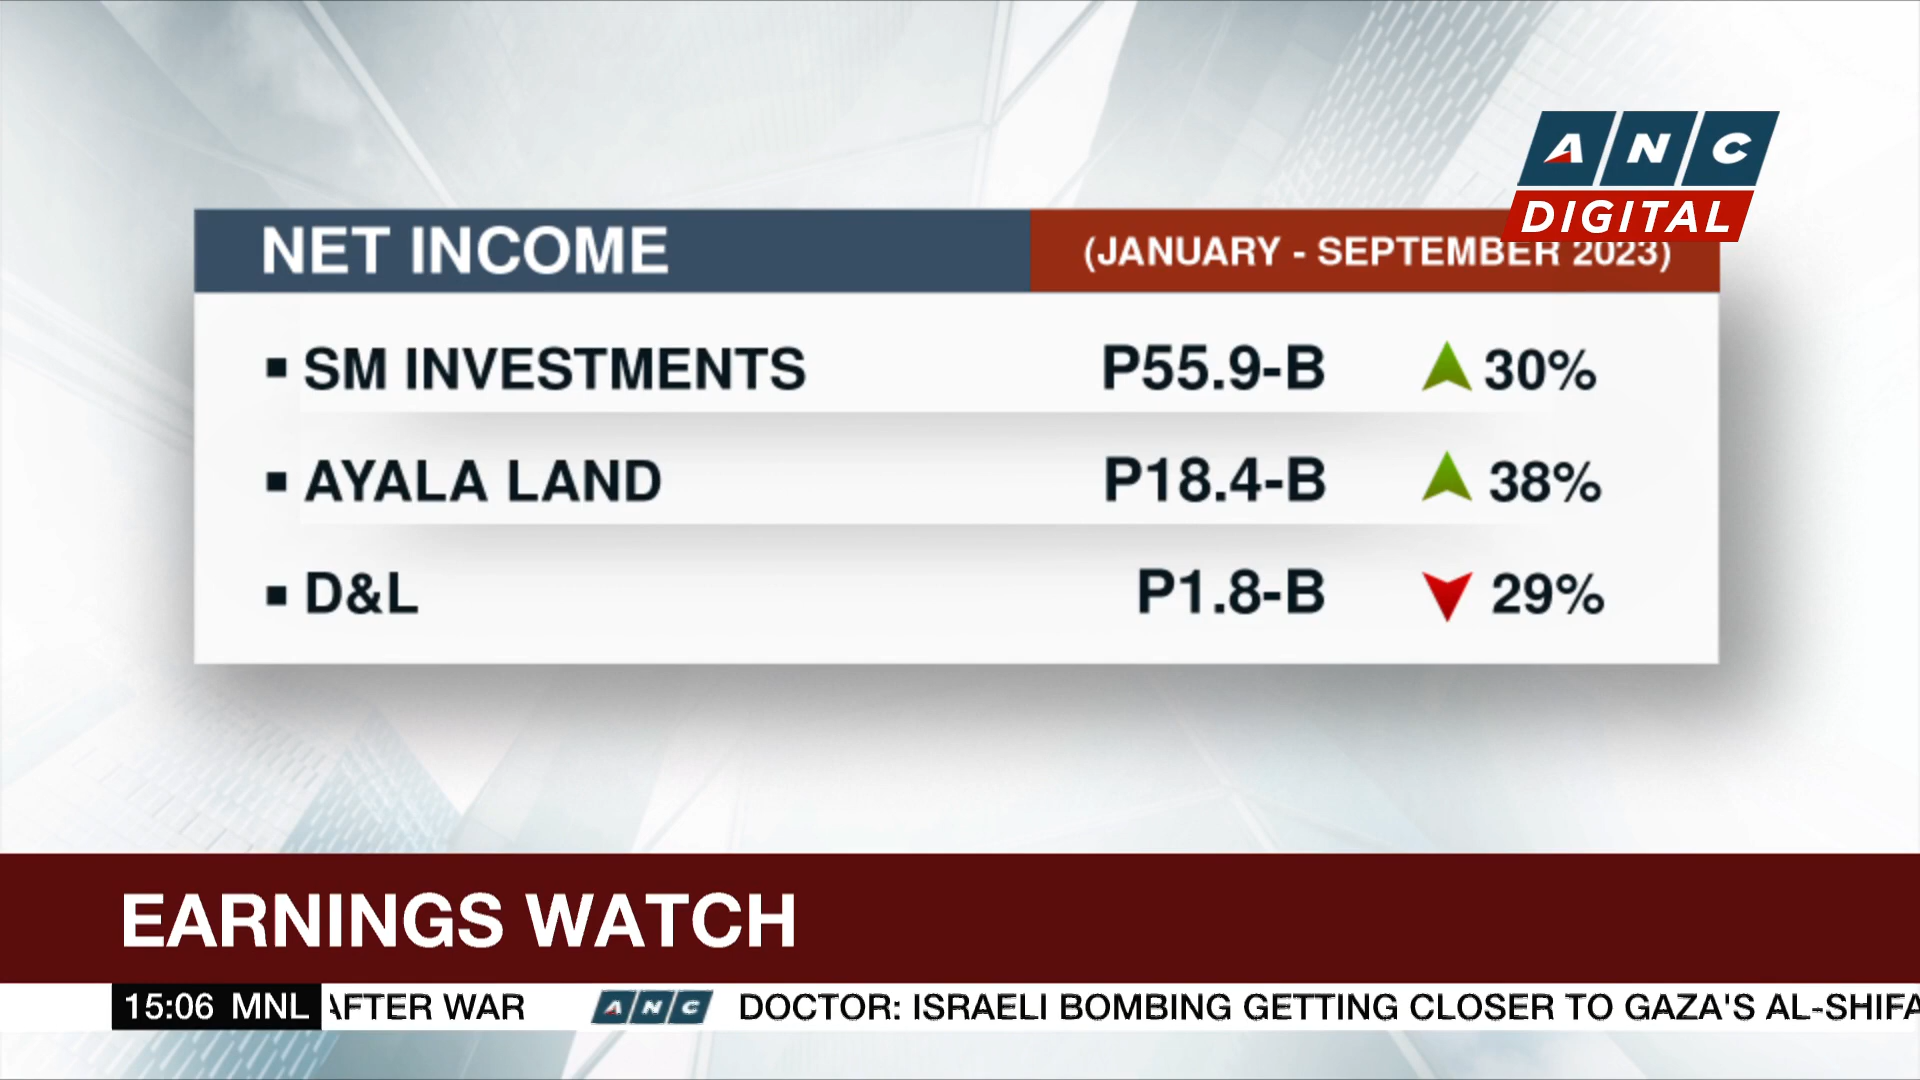 ANC
DIGITAL
NET INCOME (JANUARY - SEPTEMBER 2023)
▪ SM INVESTMENTS P55.9-B 30%
▪ AYALA LAND P18.4-B 38%
▪ D&L P1.8-B 29%
EARNINGS WATCH
15:06 MNL AFTER WAR ANC DOCTOR: ISRAELI BOMBING GETTING CLOSER TO GAZA'S AL-SHIFA